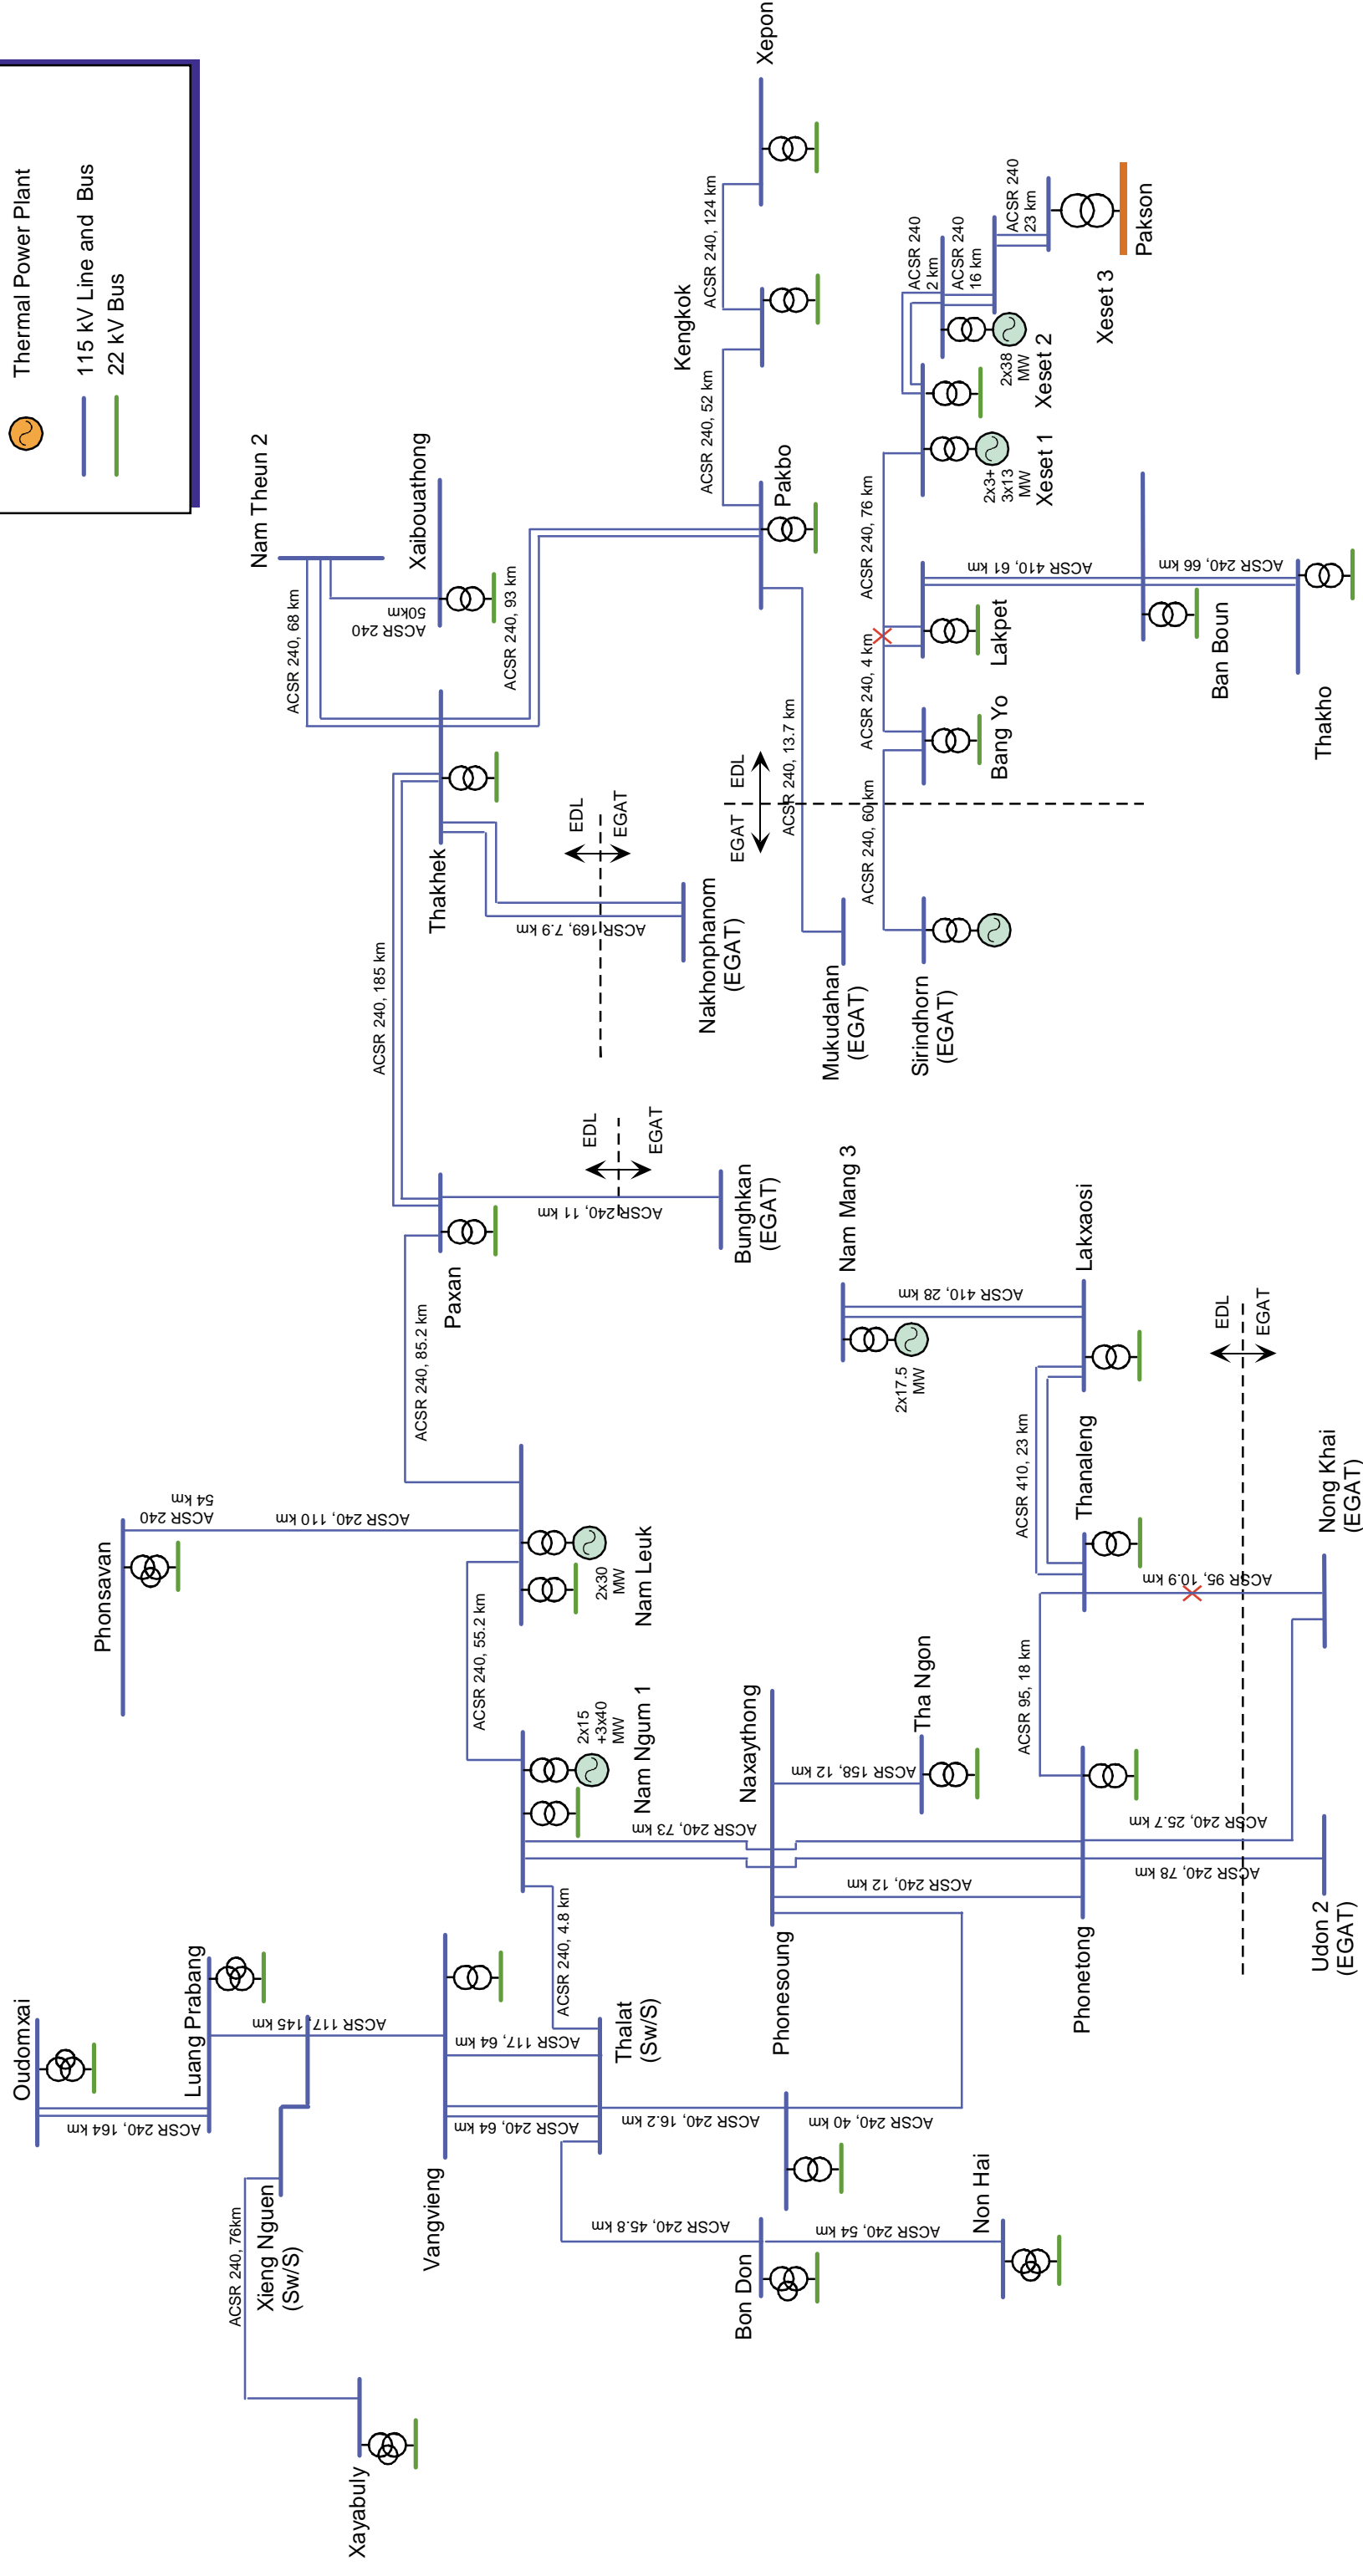 Thermal Power Plant
115 kV Line and Bus
22 kV Bus
Oudomxai
ACSR 240, 164 km
Luang Prabang
ACSR 117, 145 km
Xieng Nguen
(Sw/S)
ACSR 240, 76km
Xayabuly
Vangvieng
ACSR 240, 64 km
ACSR 117, 64 km
Thalat
(Sw/S)
ACSR 240, 4.8 km
ACSR 240, 16.2 km
ACSR 240, 40 km
ACSR 240, 45.8 km
Bon Don
ACSR 240, 54 km
Non Hai
Phonesoung
Phonsavan
ACSR 240
54 km
ACSR 240, 110 km
Nam Leuk
2x30
MW
ACSR 240, 55.2 km
Nam Ngum 1
2x15
+3x40
MW
ACSR 240, 73 km
Naxaythong
ACSR 158, 12 km
Tha Ngon
ACSR 240, 12 km
Phonetong
ACSR 95, 18 km
ACSR 240, 25.7 km
ACSR 240, 78 km
Udon 2
(EGAT)
Nong Khai
(EGAT)
ACSR 95, 10.9 km
Thanaleng
ACSR 410, 23 km
Lakxaosi
ACSR 410, 28 km
Nam Mang 3
2x17.5
MW
EDL
EGAT
ACSR 240, 85.2 km
Paxan
ACSR 240, 11 km
EDL
EGAT
Bunghkan
(EGAT)
ACSR 240, 185 km
Thakhek
ACSR 169, 7.9 km
EDL
EGAT
Nakhonphanom
(EGAT)
ACSR 240, 68 km
Nam Theun 2
ACSR 240
50km
Xaibouathong
ACSR 240, 93 km
Pakbo
ACSR 240, 52 km
Kengkok
ACSR 240, 124 km
Xepon
ACSR 240, 13.7 km
EGAT
EDL
Mukudahan
(EGAT)
Sirindhorn
(EGAT)
ACSR 240, 60 km
Bang Yo
ACSR 240, 4 km
Lakpet
ACSR 240, 76 km
Xeset 1
2x3+
3x13
MW
ACSR 240
2 km
Xeset 2
2x38
MW
ACSR 240
16 km
Xeset 3
ACSR 240
23 km
Pakson
ACSR 410, 61 km
Ban Boun
ACSR 240, 66 km
Thakho